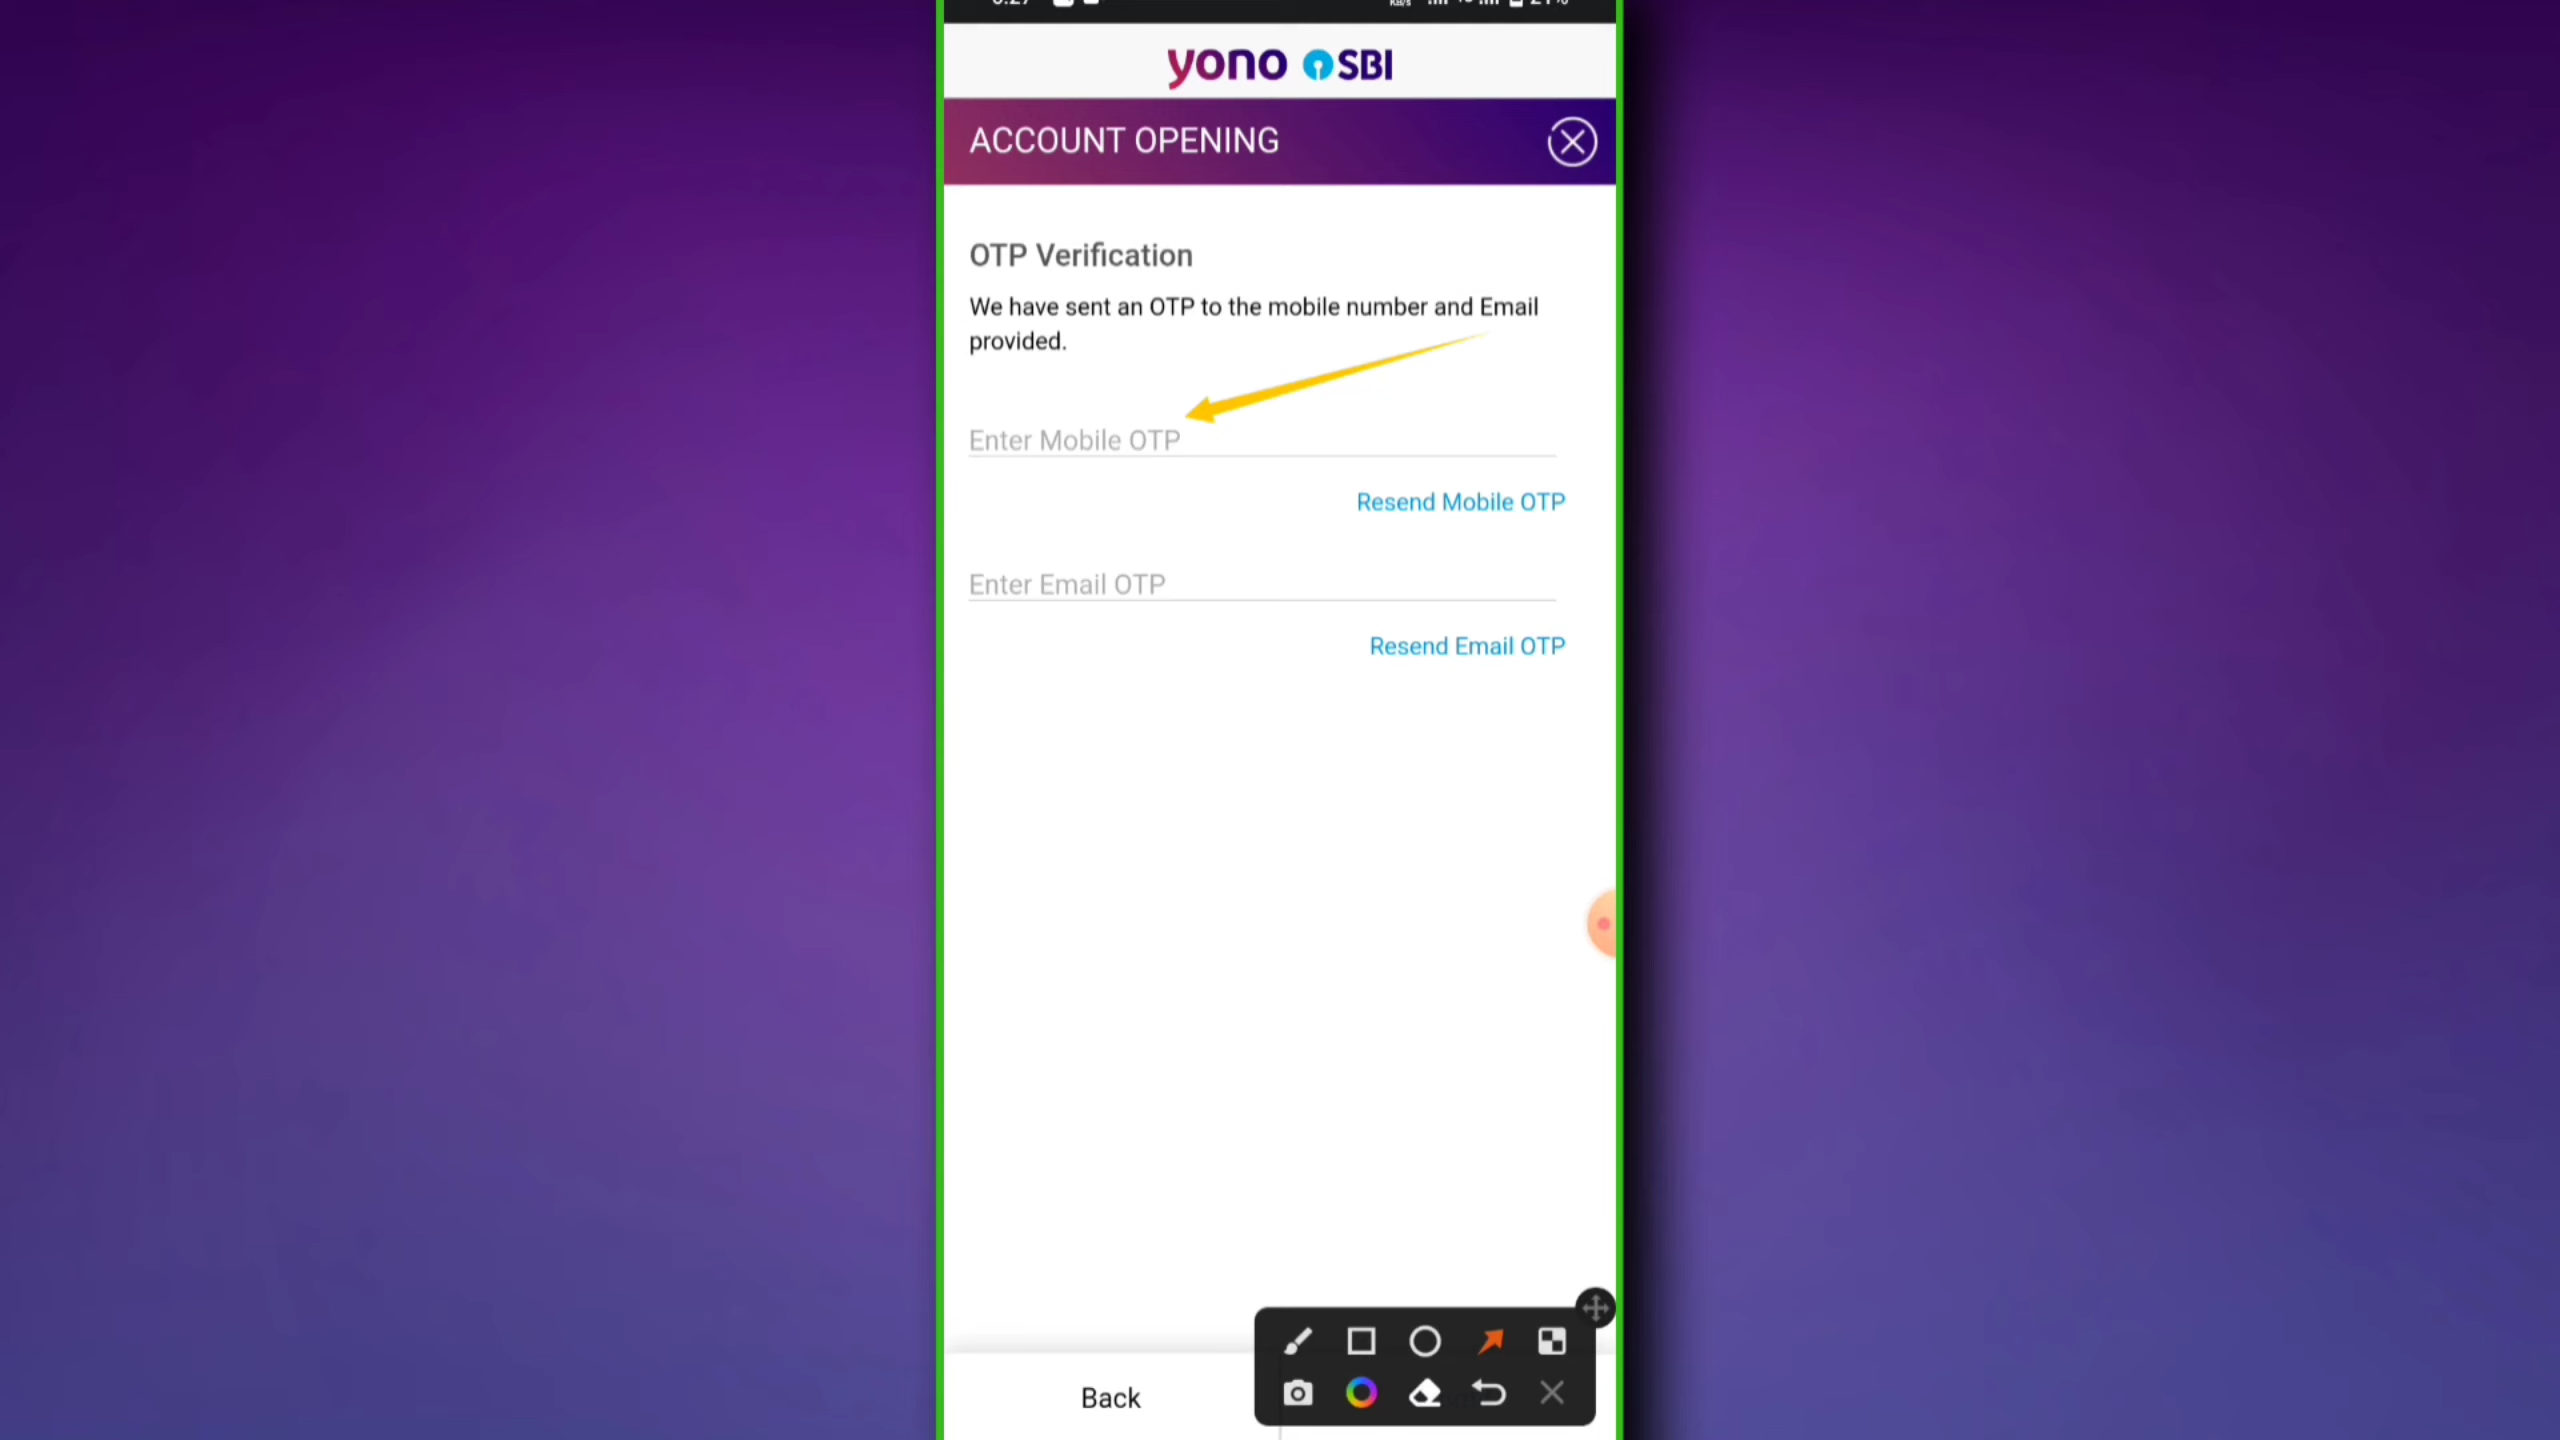 yono SBI
ACCOUNT OPENING
OTP Verification
We have sent an OTP to the mobile number and Email
provided.
Enter Mobile OTP
Resend Mobile OTP
Enter Email OTP
Resend Email OTP
Back